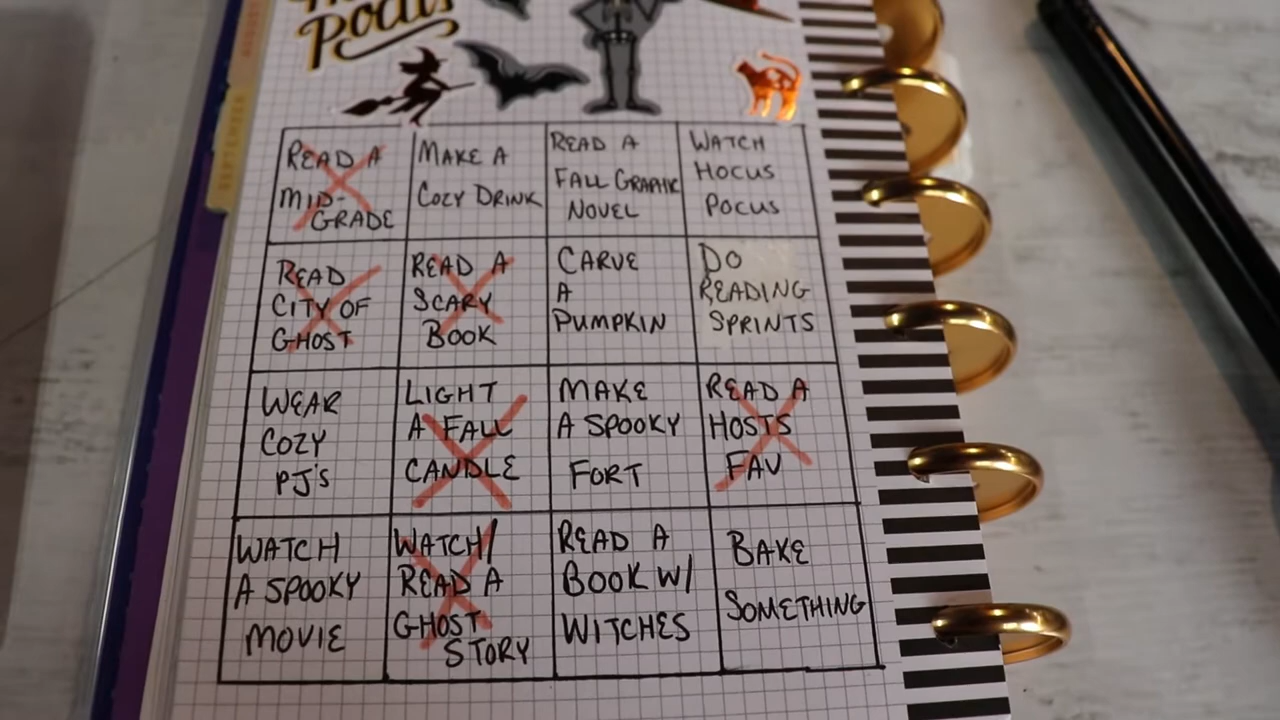 Pocus
READ A
MID-
GRADE
MAKE A
COZY DRINK
READ A
FALL GRAPHIC
NOVEL
WATCH
HOCUS
POCUS
READ
CITY OF
GHOST
READ A
SCARY
BOOK
CARVE
A
PUMPKIN
DO
READING
SPRINTS
WEAR
COZY
PJ'S
LIGHT
A FALL
CANDLE
MAKE
A SPOOKY
FORT
READ A
HOSTS
FAV
WATCH
A SPOOKY
MOVIE
WATCH/
READ A
GHOST
STORY
READ A
BOOK W/
WITCHES
BAKE
SOMETHING